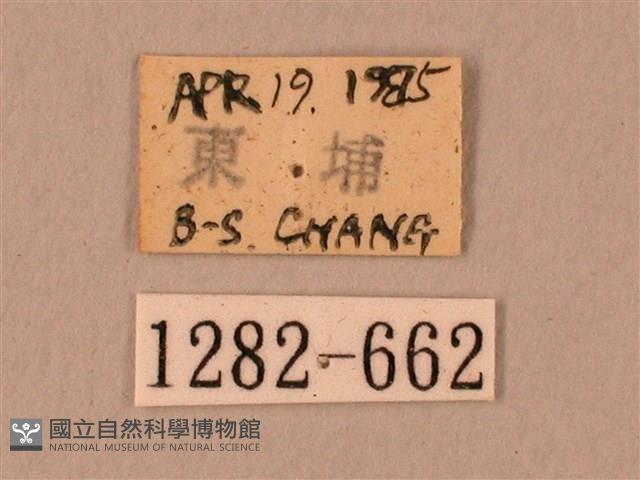 APR 19. 1985
東 埔
B-S. CHANG
1282-662
國立自然科學博物館
NATIONAL MUSEUM OF NATURAL SCIENCE